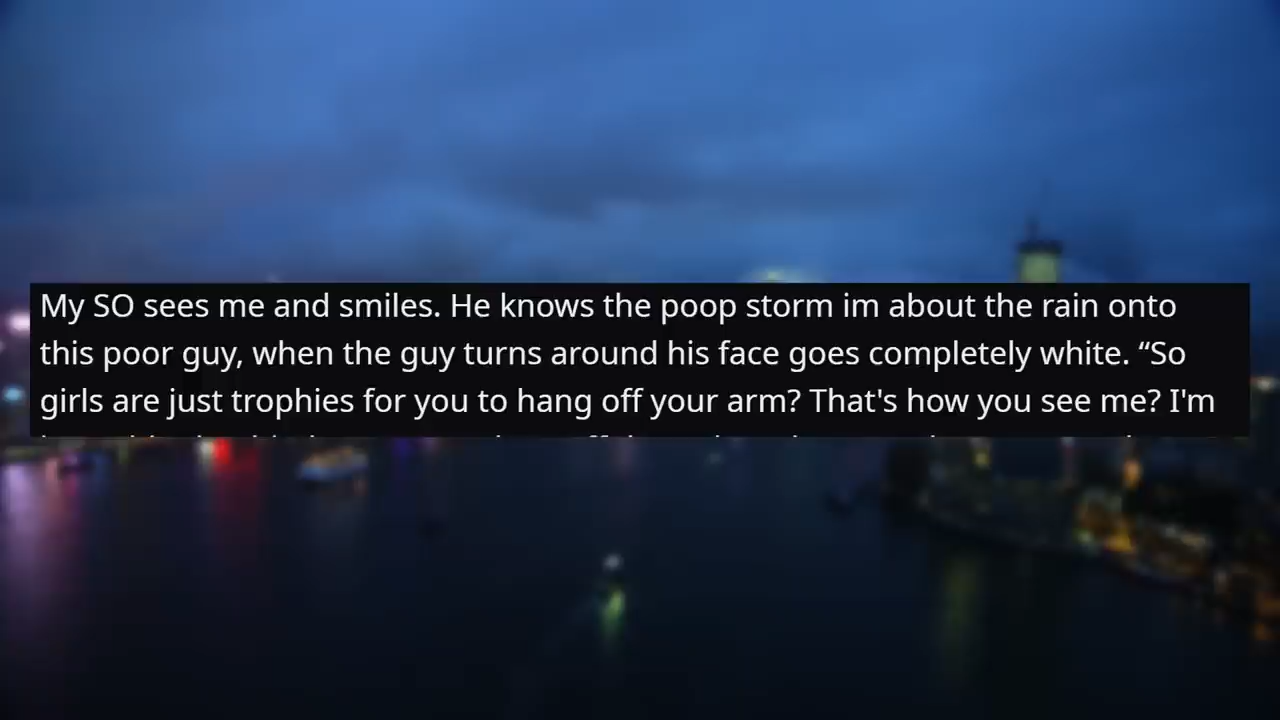 My SO sees me and smiles. He knows the poop storm im about the rain onto
this poor guy, when the guy turns around his face goes completely white. “So
girls are just trophies for you to hang off your arm? That's how you see me? I'm